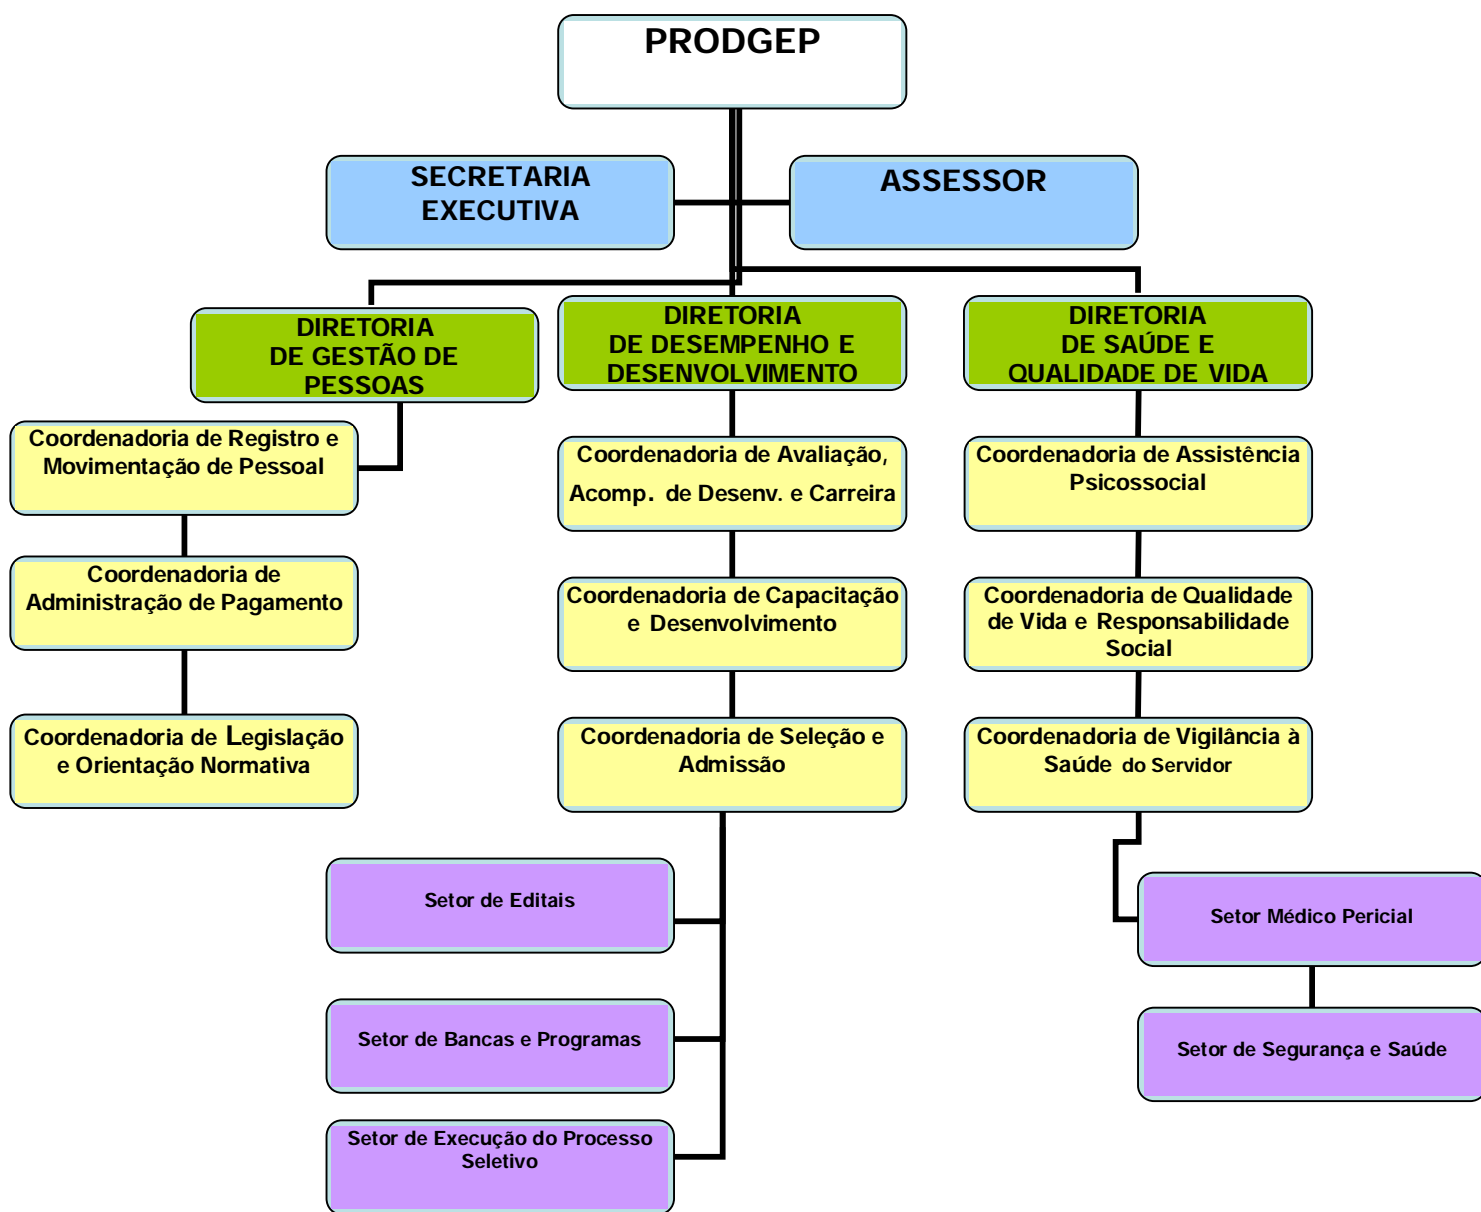 PRODGEP
SECRETARIA
EXECUTIVA
ASSESSOR
DIRETORIA
DE GESTÃO DE
PESSOAS
DIRETORIA
DE DESEMPENHO E
DESENVOLVIMENTO
DIRETORIA
DE SAÚDE E
QUALIDADE DE VIDA
Coordenadoria de Registro e
Movimentação de Pessoal
Coordenadoria de Avaliação,
Acomp. de Desenv. e Carreira
Coordenadoria de Assistência
Psicossocial
Coordenadoria de
Administração de Pagamento
Coordenadoria de Capacitação
e Desenvolvimento
Coordenadoria de Qualidade
de Vida e Responsabilidade
Social
Coordenadoria de Legislação
e Orientação Normativa
Coordenadoria de Seleção e
Admissão
Coordenadoria de Vigilância à
Saúde do Servidor
Setor de Editais
Setor Médico Pericial
Setor de Bancas e Programas
Setor de Segurança e Saúde
Setor de Execução do Processo
Seletivo